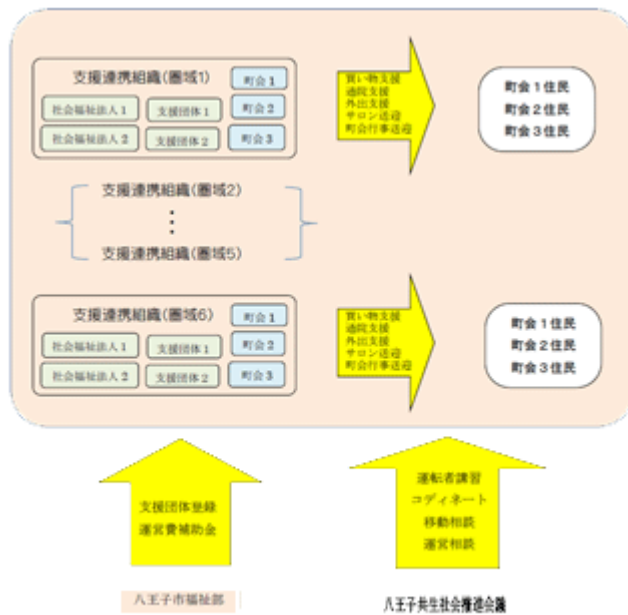 支援連携組織(圏域1)
町会1
社会福祉法人1
支援団体1
町会2
社会福祉法人2
支援団体2
町会3
買い物支援
通院支援
外出支援
サロン送迎
町会行事送迎
町会1住民
町会2住民
町会3住民
支援連携組織(圏域2)
⋮
支援連携組織(圏域5)
支援連携組織(圏域6)
町会1
社会福祉法人1
支援団体1
町会2
社会福祉法人2
支援団体2
町会3
買い物支援
通院支援
外出支援
サロン送迎
町会行事送迎
町会1住民
町会2住民
町会3住民
支援団体登録
運営費補助金
運転者講習
コディネート
移動相談
運営相談
八王子市福祉部
八王子共生社会推進会議